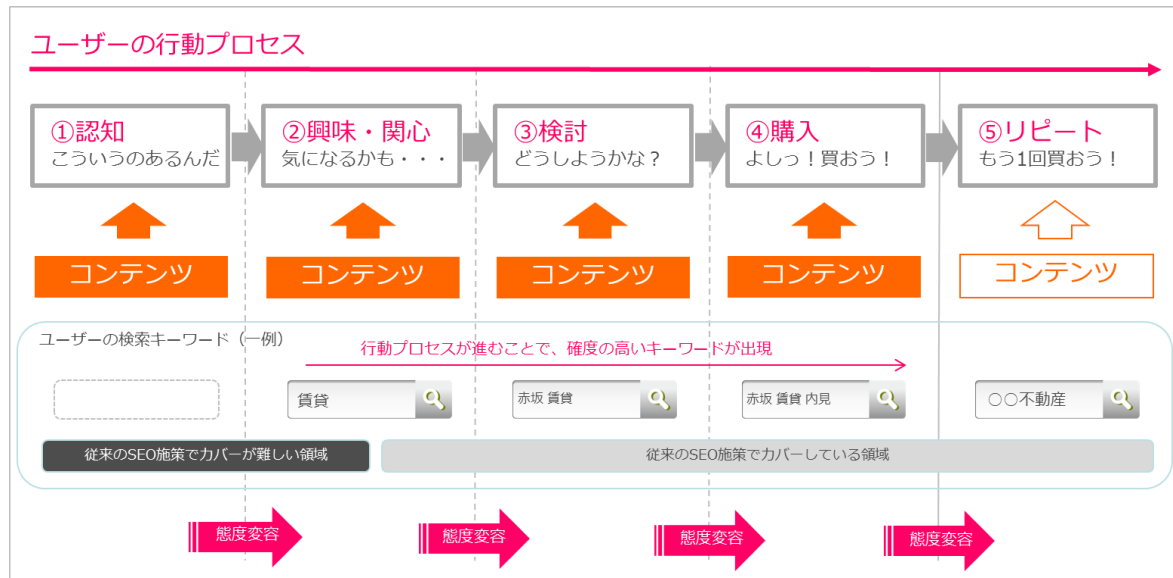 ユーザーの行動プロセス
①認知
こういうのあるんだ
②興味・関心
気になるかも・・・
③検討
どうしようかな？
④購入
よしっ！買おう！
⑤リピート
もう1回買おう！
コンテンツ
コンテンツ
コンテンツ
コンテンツ
コンテンツ
ユーザーの検索キーワード（一例）
行動プロセスが進むことで、確度の高いキーワードが出現
賃貸
赤坂 賃貸
赤坂 賃貸 内見
○○不動産
従来のSEO施策でカバーが難しい領域
従来のSEO施策でカバーしている領域
態度変容
態度変容
態度変容
態度変容